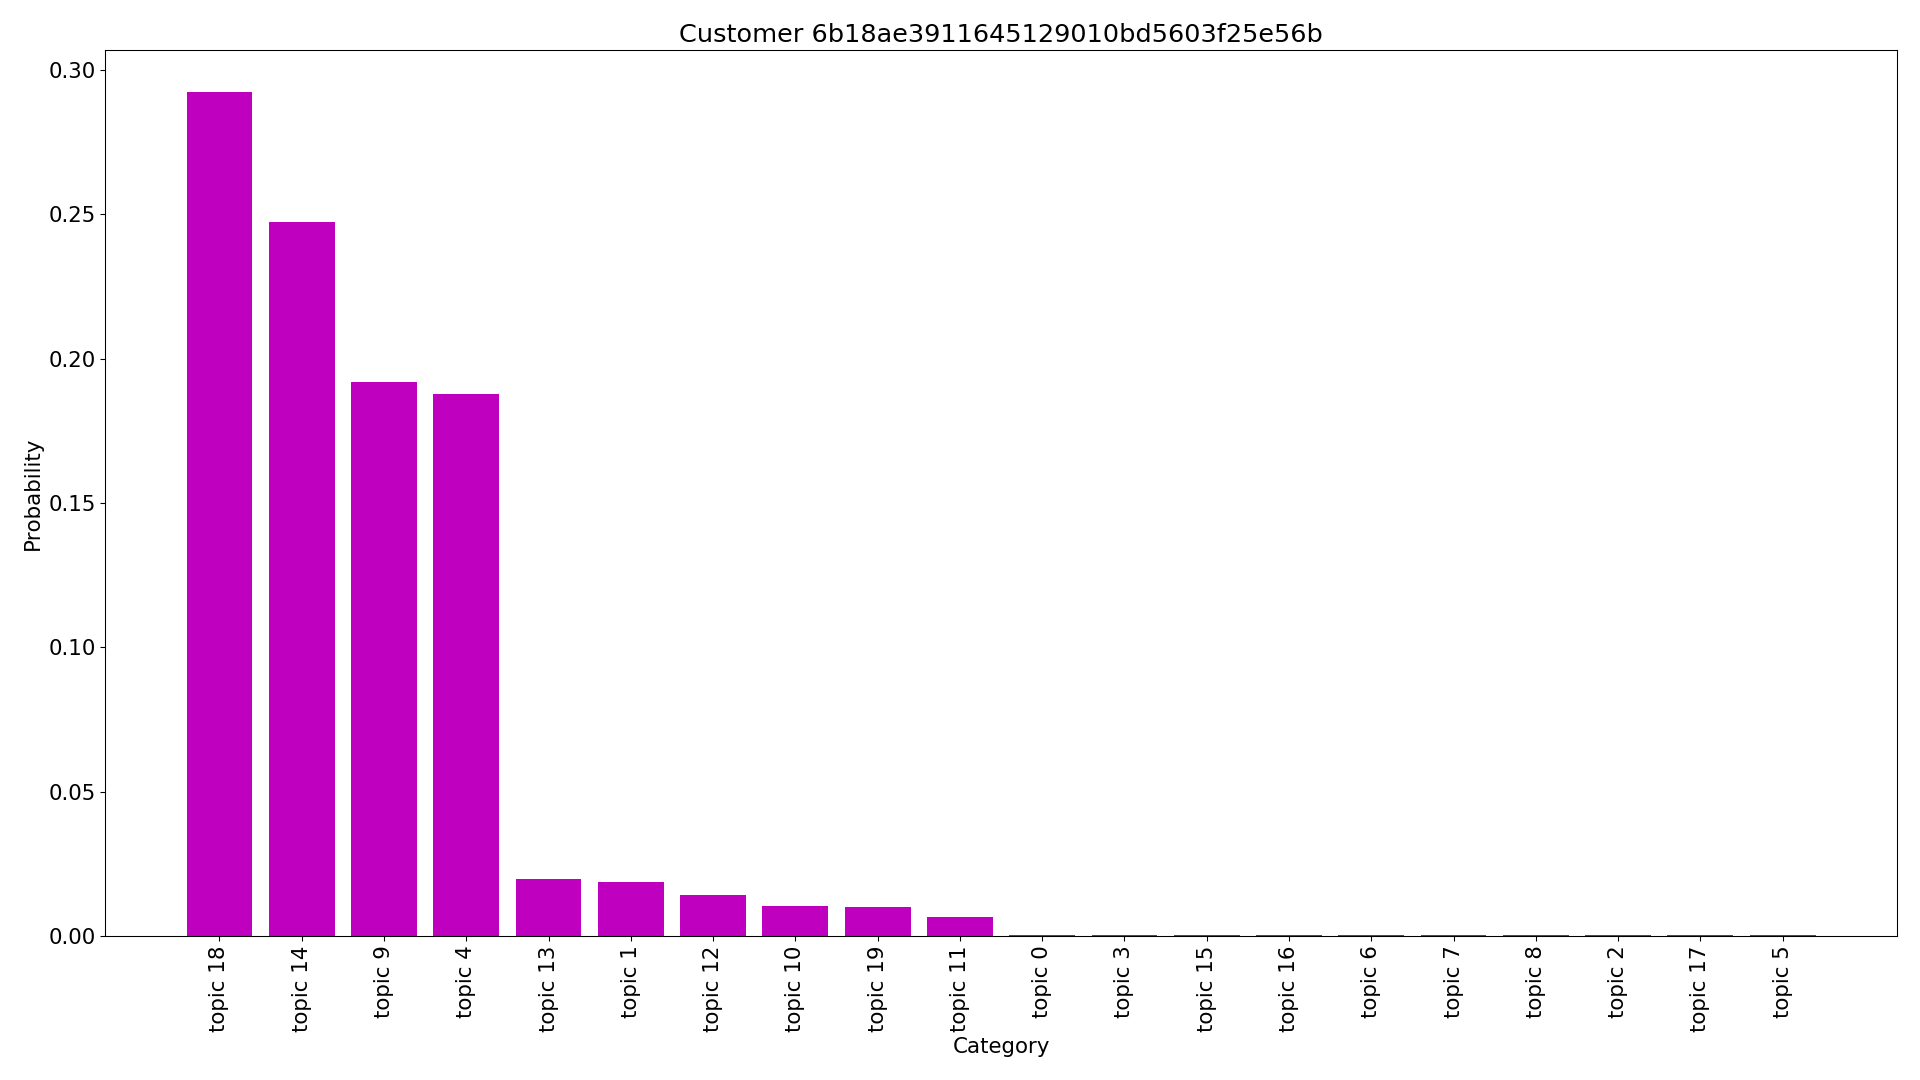 Customer 6b18ae3911645129010bd5603f25e56b
0.30
0.25
0.20
0.15
0.10
0.05
0.00
Probability
topic 18
topic 14
topic 9
topic 4
topic 13
topic 1
topic 12
topic 10
topic 19
topic 11
topic 0
topic 3
topic 15
topic 16
topic 6
topic 7
topic 8
topic 2
topic 17
topic 5
Category